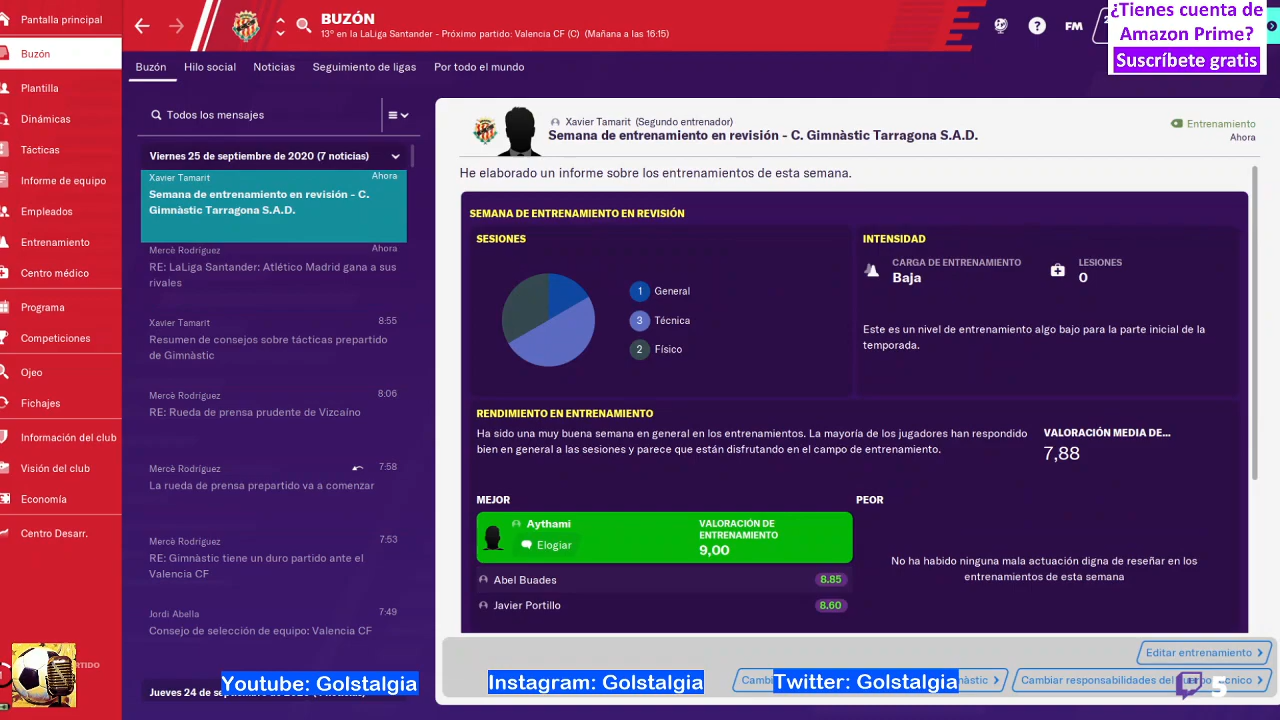 Pantalla principal
Buzón
Plantilla
Dinámicas
Tácticas
Informe de equipo
Empleados
Entrenamiento
Centro médico
Programa
Competiciones
Ojeo
Fichajes
Información del club
Visión del club
Economía
Centro Desarr.
BUZÓN
13º en la LaLiga Santander - Próximo partido: Valencia CF (C) (Mañana a las 16:15)
?
FM
¿Tienes cuenta de
Amazon Prime?
Suscríbete gratis
Buzón
Hilo social
Noticias
Seguimiento de ligas
Por todo el mundo
Todos los mensajes
Viernes 25 de septiembre de 2020 (7 noticias)
Xavier Tamarit Ahora
Semana de entrenamiento en revisión - C.
Gimnàstic Tarragona S.A.D.
Mercè Rodríguez Ahora
RE: LaLiga Santander: Atlético Madrid gana a sus
rivales
Xavier Tamarit 8:55
Resumen de consejos sobre tácticas prepartido
de Gimnàstic
Mercè Rodríguez 8:06
RE: Rueda de prensa prudente de Vizcaíno
Mercè Rodríguez 7:58
La rueda de prensa prepartido va a comenzar
Mercè Rodríguez 7:53
RE: Gimnàstic tiene un duro partido ante el
Valencia CF
Jordi Abella 7:49
Consejo de selección de equipo: Valencia CF
Jueves 24 de
Xavier Tamarit (Segundo entrenador)
Semana de entrenamiento en revisión - C. Gimnàstic Tarragona S.A.D.
Entrenamiento
Ahora
He elaborado un informe sobre los entrenamientos de esta semana.
SEMANA DE ENTRENAMIENTO EN REVISIÓN
SESIONES
1 General
3 Técnica
2 Físico
INTENSIDAD
CARGA DE ENTRENAMIENTO
Baja
LESIONES
0
Este es un nivel de entrenamiento algo bajo para la parte inicial de la
temporada.
RENDIMIENTO EN ENTRENAMIENTO
Ha sido una muy buena semana en general en los entrenamientos. La mayoría de los jugadores han respondido
bien en general a las sesiones y parece que están disfrutando en el campo de entrenamiento.
VALORACIÓN MEDIA DE...
7,88
MEJOR
Aythami
Elogiar
VALORACIÓN DE
ENTRENAMIENTO
9,00
Abel Buades 8.85
Javier Portillo 8.60
PEOR
No ha habido ninguna mala actuación digna de reseñar en los
entrenamientos de esta semana
Editar entrenamiento
Cambiar responsabilidades del
Youtube: Golstalgia
Instagram: Golstalgia
Twitter: Golstalgia
5